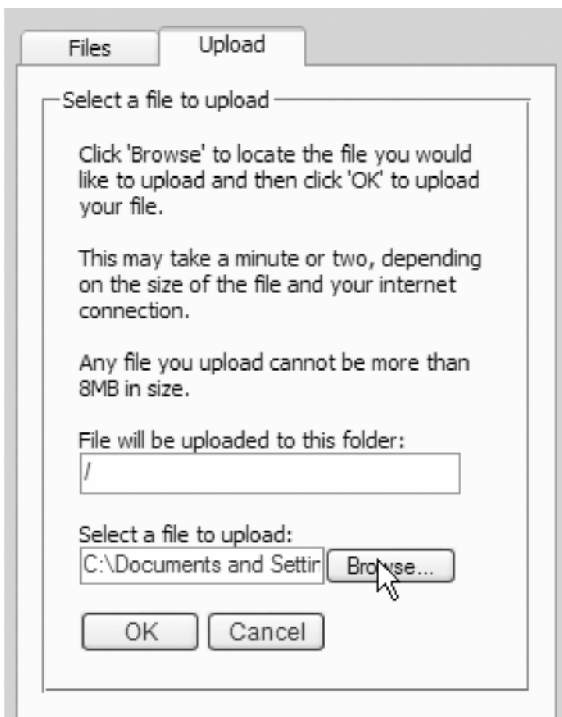 Files Upload
Select a file to upload
Click 'Browse' to locate the file you would
like to upload and then click 'OK' to upload
your file.
This may take a minute or two, depending
on the size of the file and your internet
connection.
Any file you upload cannot be more than
8MB in size.
File will be uploaded to this folder:
/
Select a file to upload:
C:\Documents and Settin Browse...
OK Cancel